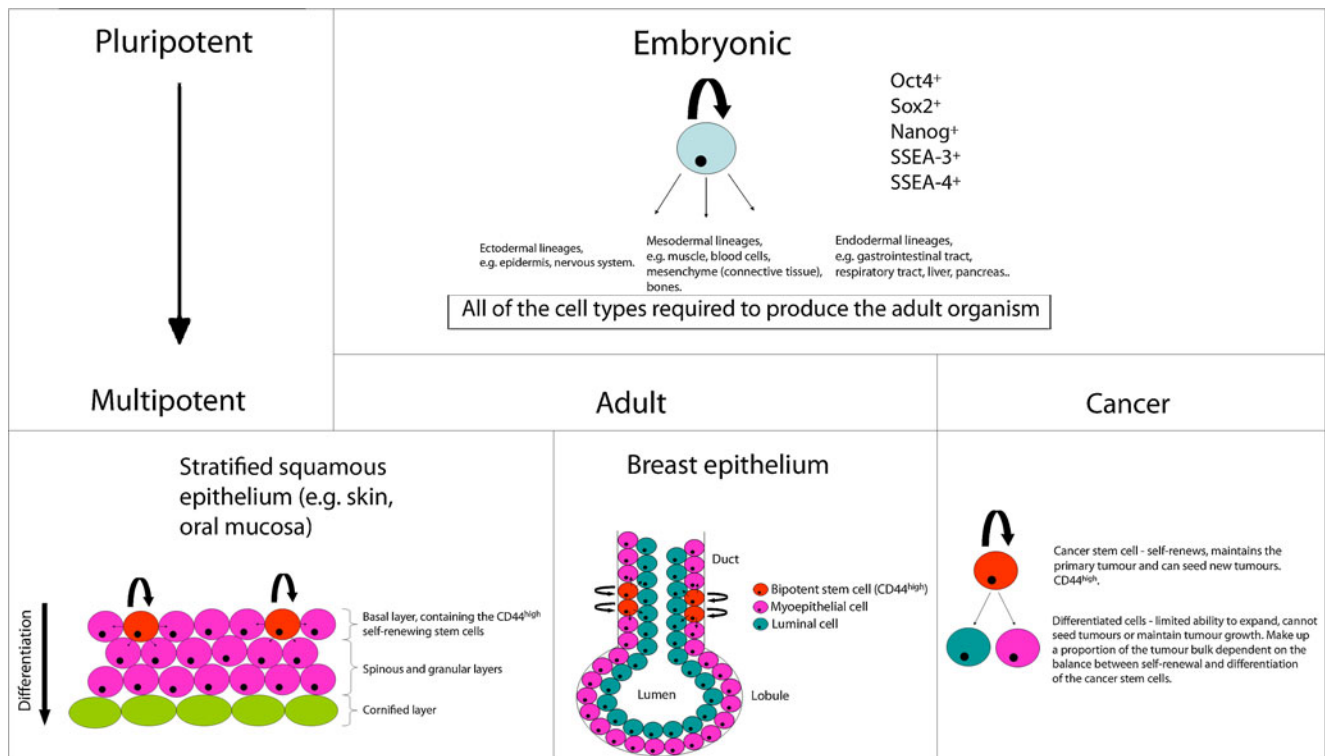 Pluripotent
Embryonic
Oct4⁺
Sox2⁺
Nanog⁺
SSEA-3⁺
SSEA-4⁺
Ectodermal lineages,
e.g. epidermis, nervous system.
Mesodermal lineages,
e.g. muscle, blood cells,
mesenchyme (connective tissue),
bones.
Endodermal lineages,
e.g. gastrointestinal tract,
respiratory tract, liver, pancreas..
All of the cell types required to produce the adult organism
Multipotent
Adult
Cancer
Stratified squamous
epithelium (e.g. skin,
oral mucosa)
Differentiation
Basal layer, containing the CD44ʰⁱᵍʰ
self-renewing stem cells
Spinous and granular layers
Cornified layer
Breast epithelium
Duct
Bipotent stem cell (CD44ʰⁱᵍʰ)
Myoepithelial cell
Luminal cell
Lumen
Lobule
Cancer stem cell - self-renews, maintains the
primary tumour and can seed new tumours.
CD44ʰⁱᵍʰ.
Differentiated cells - limited ability to expand, cannot
seed tumours or maintain tumour growth. Make up
a proportion of the tumour bulk dependent on the
balance between self-renewal and differentiation
of the cancer stem cells.